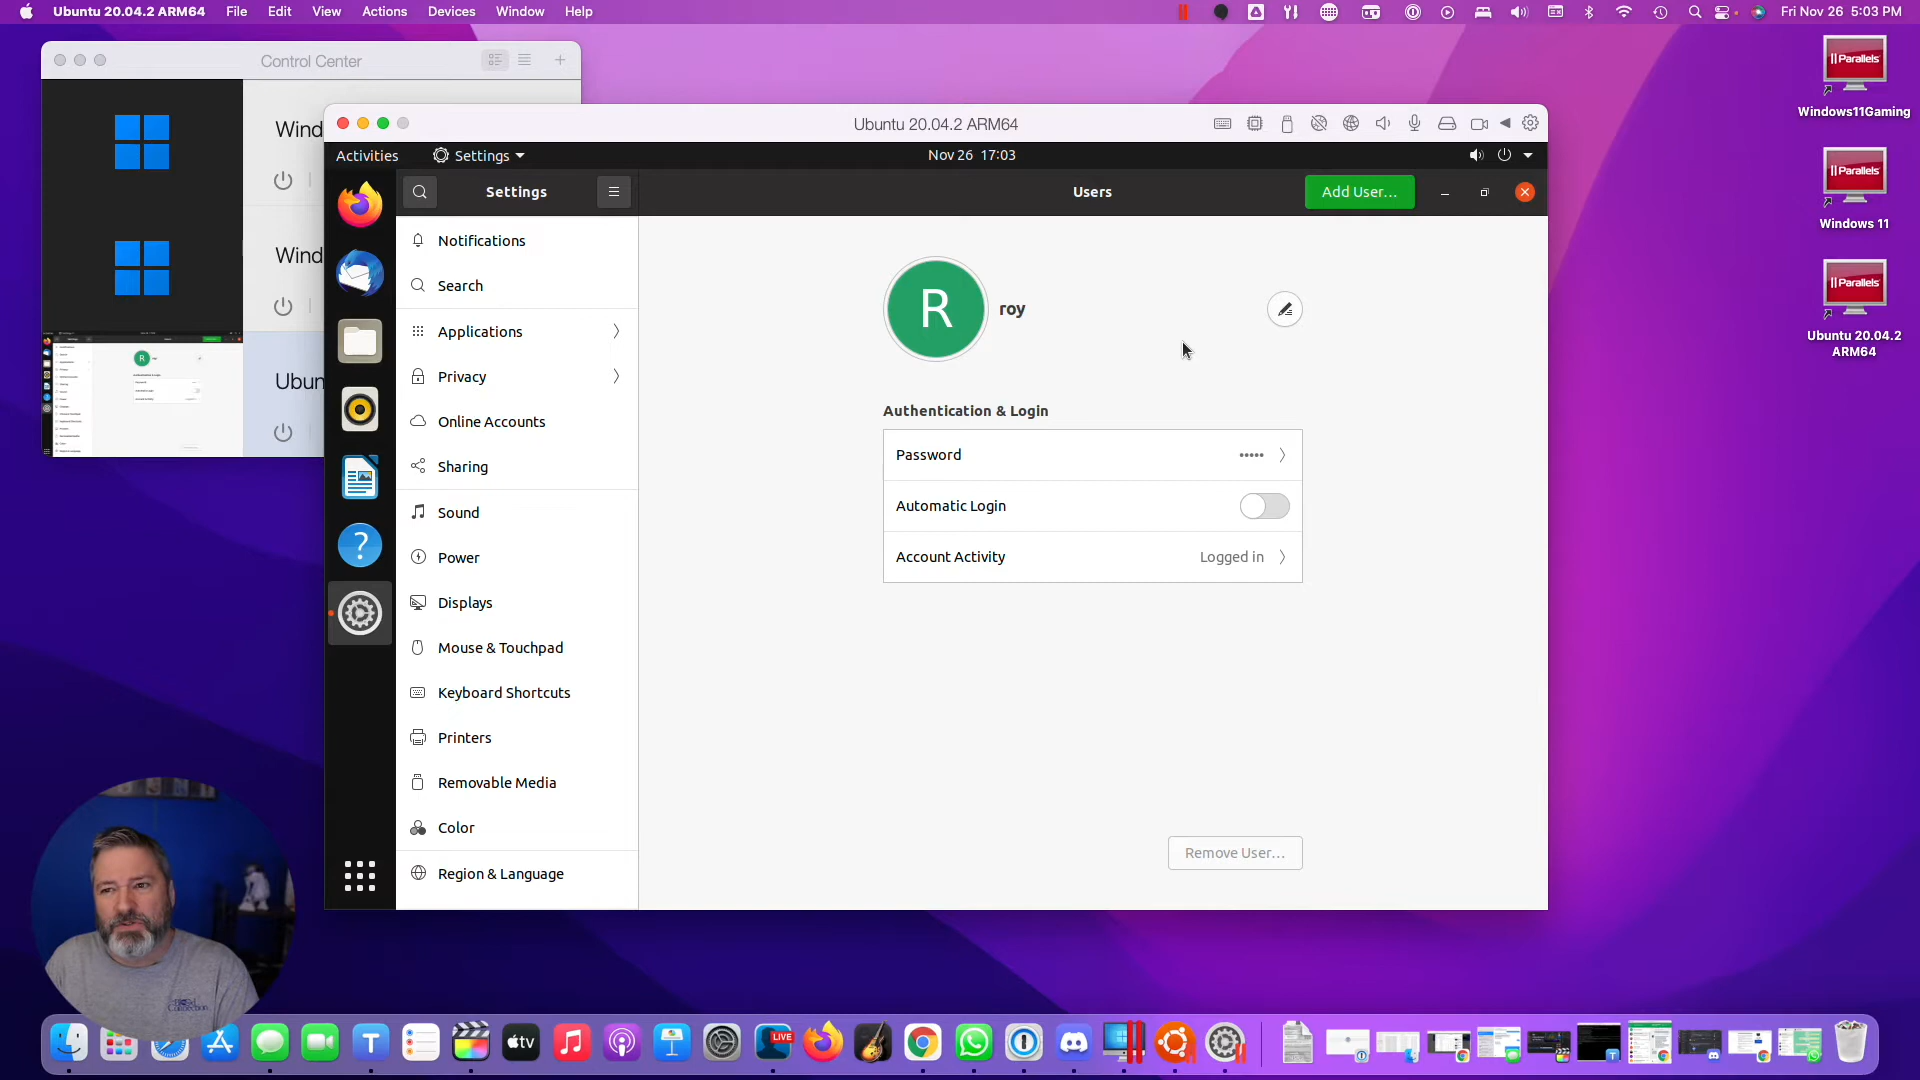 Ubuntu 20.04.2 ARM64 File Edit View Actions Devices Window Help
Fri Nov 26 5:03 PM
Control Center
Wind
Wind
Ubun
Parallels
Windows11Gaming
Parallels
Windows 11
Parallels
Ubuntu 20.04.2
ARM64
Ubuntu 20.04.2 ARM64
Activities Settings Nov 26 17:03
Settings
Users
Add User...
Notifications
Search
Applications
Privacy
Online Accounts
Sharing
Sound
Power
Displays
Mouse & Touchpad
Keyboard Shortcuts
Printers
Removable Media
Color
Region & Language
R
roy
Authentication & Login
Password •••••
Automatic Login
Account Activity Logged in
Remove User...
tv
LIVE